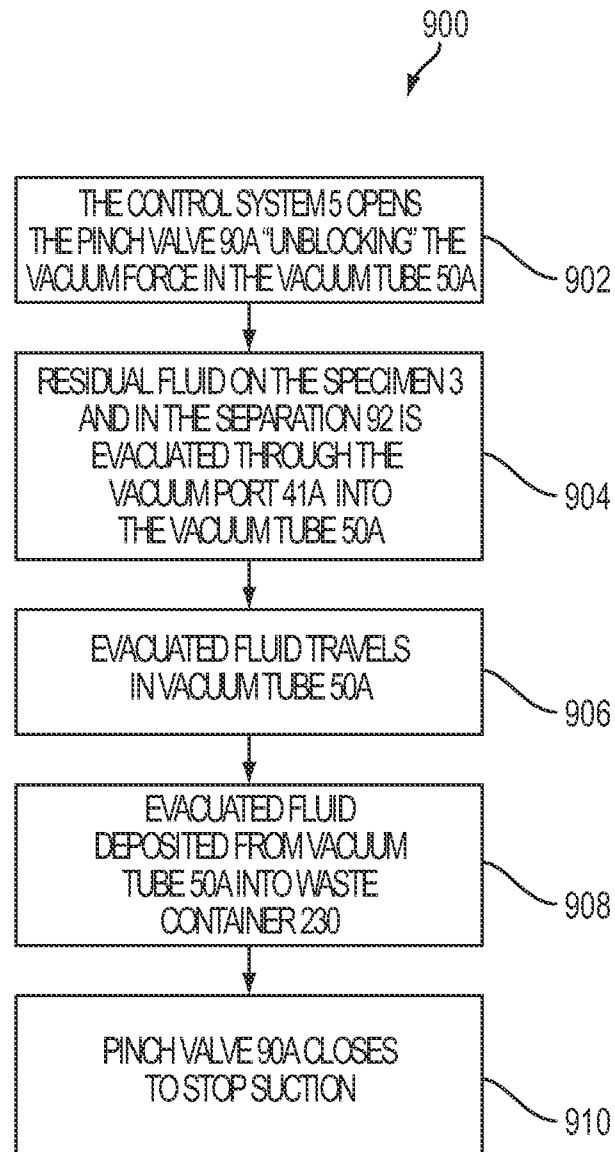 900
THE CONTROL SYSTEM 5 OPENS
THE PINCH VALVE 90A "UNBLOCKING" THE
VACUUM FORCE IN THE VACUUM TUBE 50A
902
RESIDUAL FLUID ON THE SPECIMEN 3
AND IN THE SEPARATION 92 IS
EVACUATED THROUGH THE
VACUUM PORT 41A INTO
THE VACUUM TUBE 50A
904
EVACUATED FLUID TRAVELS
IN VACUUM TUBE 50A
906
EVACUATED FLUID
DEPOSITED FROM VACUUM
TUBE 50A INTO WASTE
CONTAINER 230
908
PINCH VALVE 90A CLOSES
TO STOP SUCTION
910